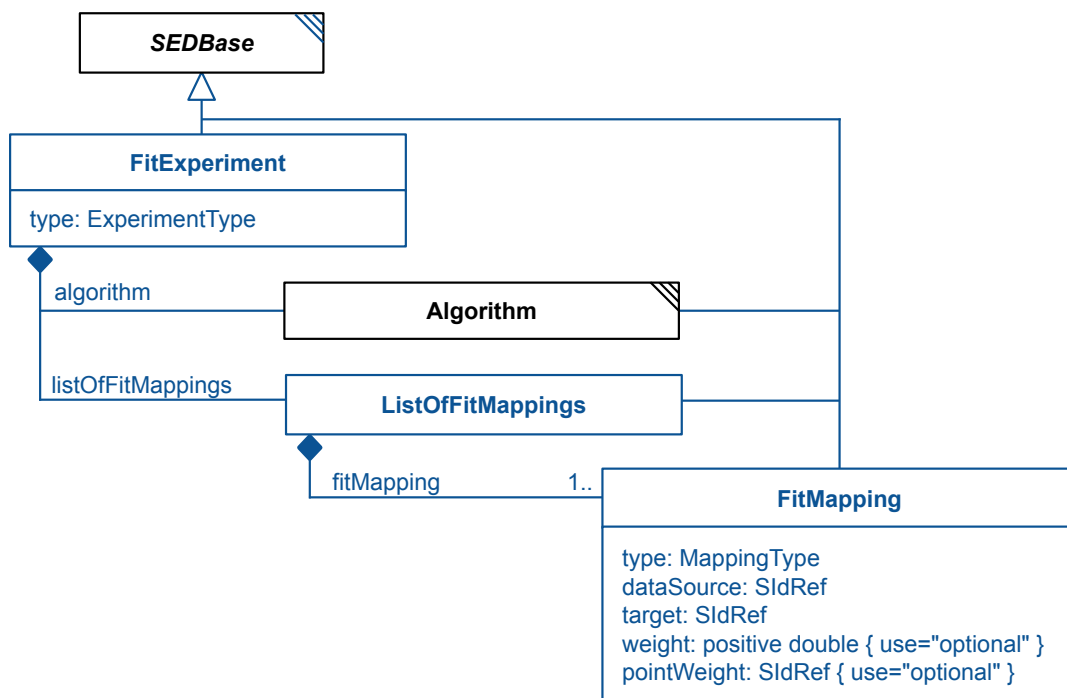 SEDBase
FitExperiment
type: ExperimentType
algorithm
Algorithm
listOfFitMappings
ListOfFitMappings
fitMapping
1..
FitMapping
type: MappingType
dataSource: SIdRef
target: SIdRef
weight: positive double { use="optional" }
pointWeight: SIdRef { use="optional" }